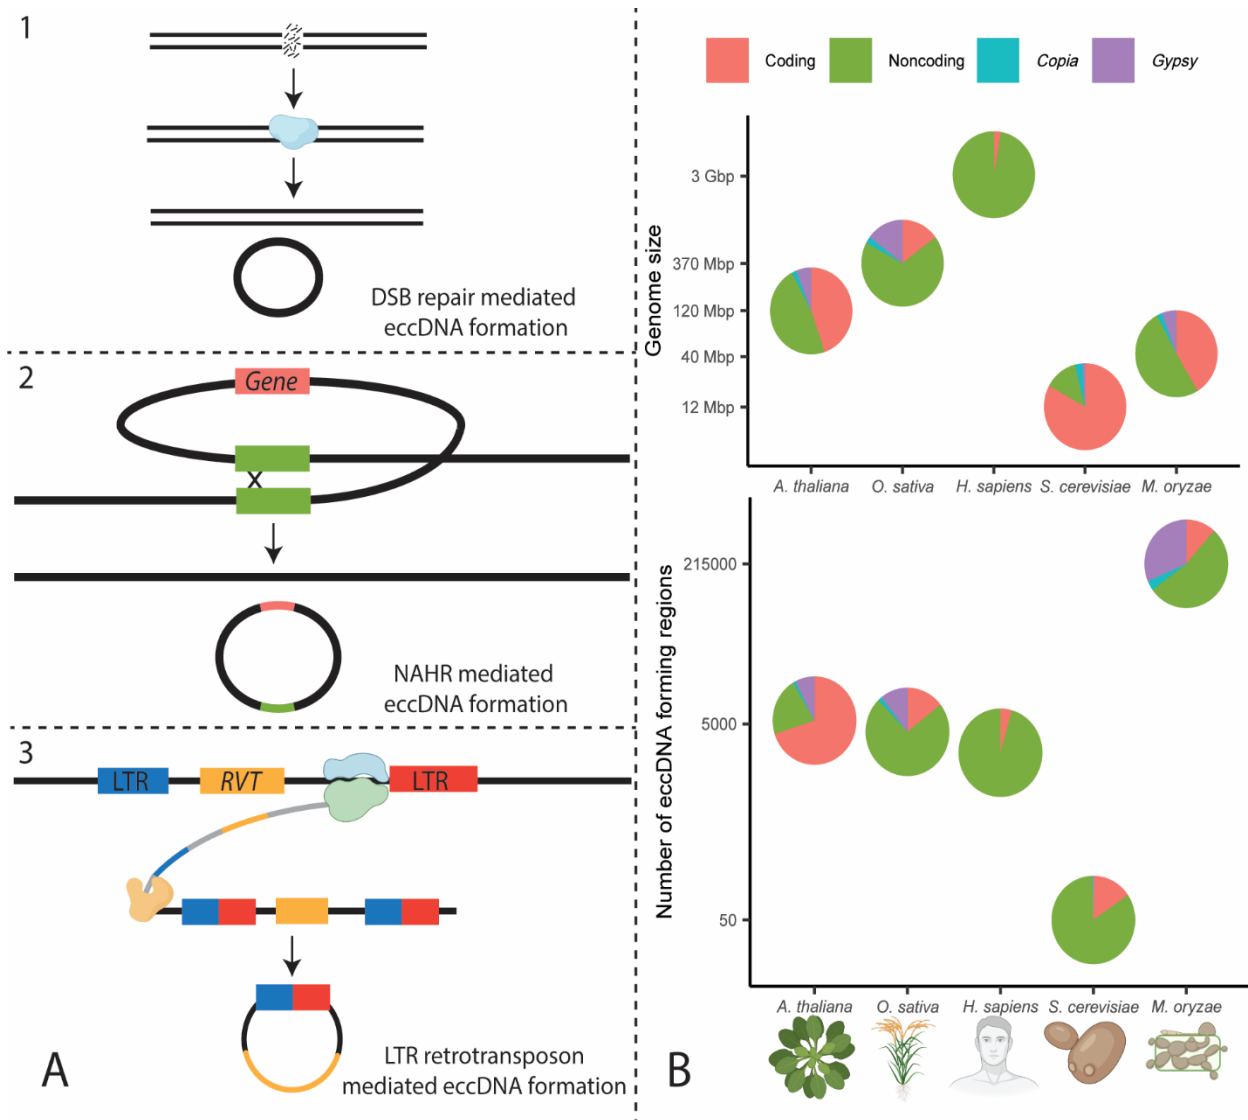 1
DSB repair mediated
eccDNA formation
2
Gene
X
NAHR mediated
eccDNA formation
3
LTR RVT LTR
LTR retrotransposon
mediated eccDNA formation
A
Coding Noncoding Copia Gypsy
Genome size
3 Gbp
370 Mbp
120 Mbp
40 Mbp
12 Mbp
A. thaliana O. sativa H. sapiens S. cerevisiae M. oryzae
Number of eccDNA forming regions
215000
5000
50
A. thaliana O. sativa H. sapiens S. cerevisiae M. oryzae
B